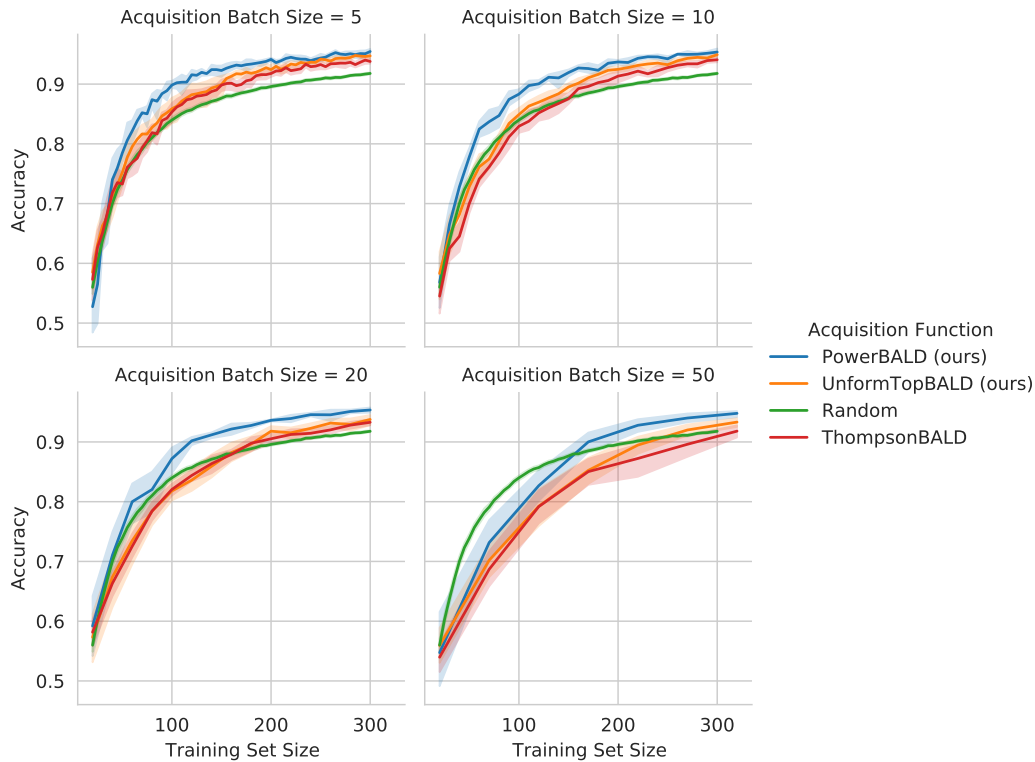 Acquisition Batch Size = 5
Acquisition Batch Size = 10
0.9
0.8
0.7
0.6
0.5
Accuracy
Acquisition Function
PowerBALD (ours)
UnformTopBALD (ours)
Random
ThompsonBALD
Acquisition Batch Size = 20
Acquisition Batch Size = 50
0.9
0.8
0.7
0.6
0.5
Accuracy
100
200
300
100
200
300
Training Set Size
Training Set Size